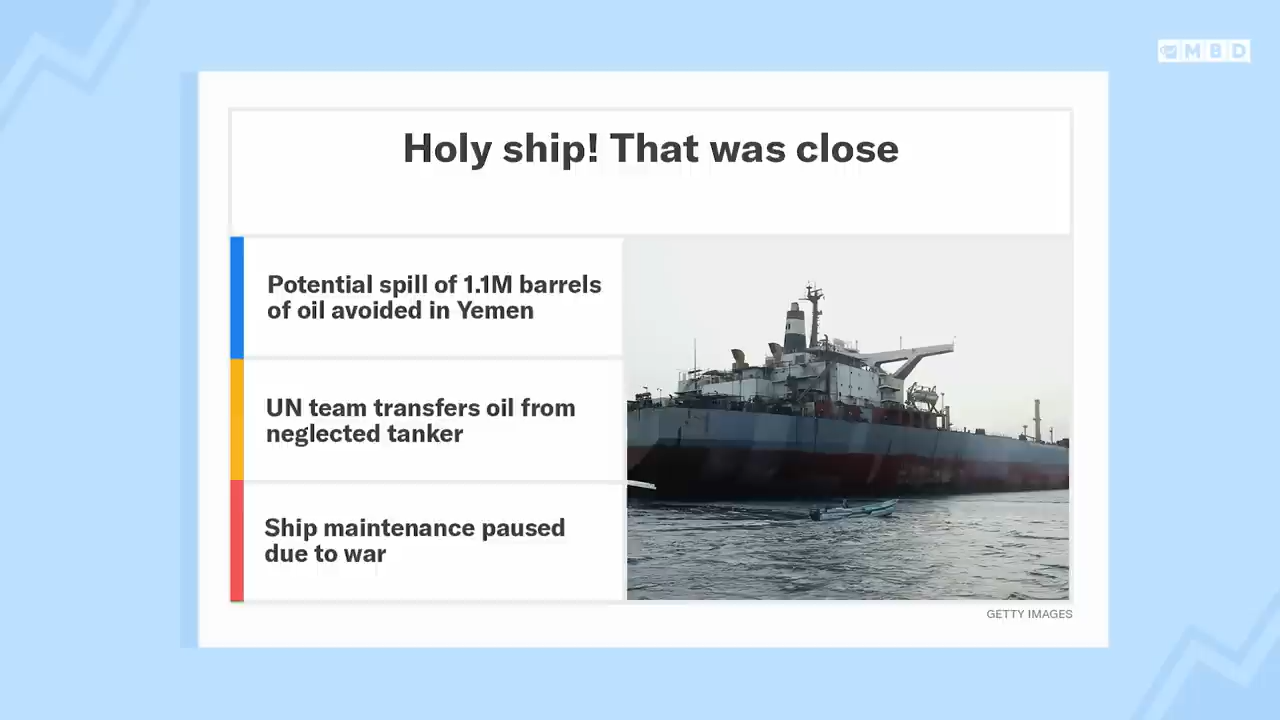 MBD
Holy ship! That was close
Potential spill of 1.1M barrels
of oil avoided in Yemen
UN team transfers oil from
neglected tanker
Ship maintenance paused
due to war
GETTY IMAGES